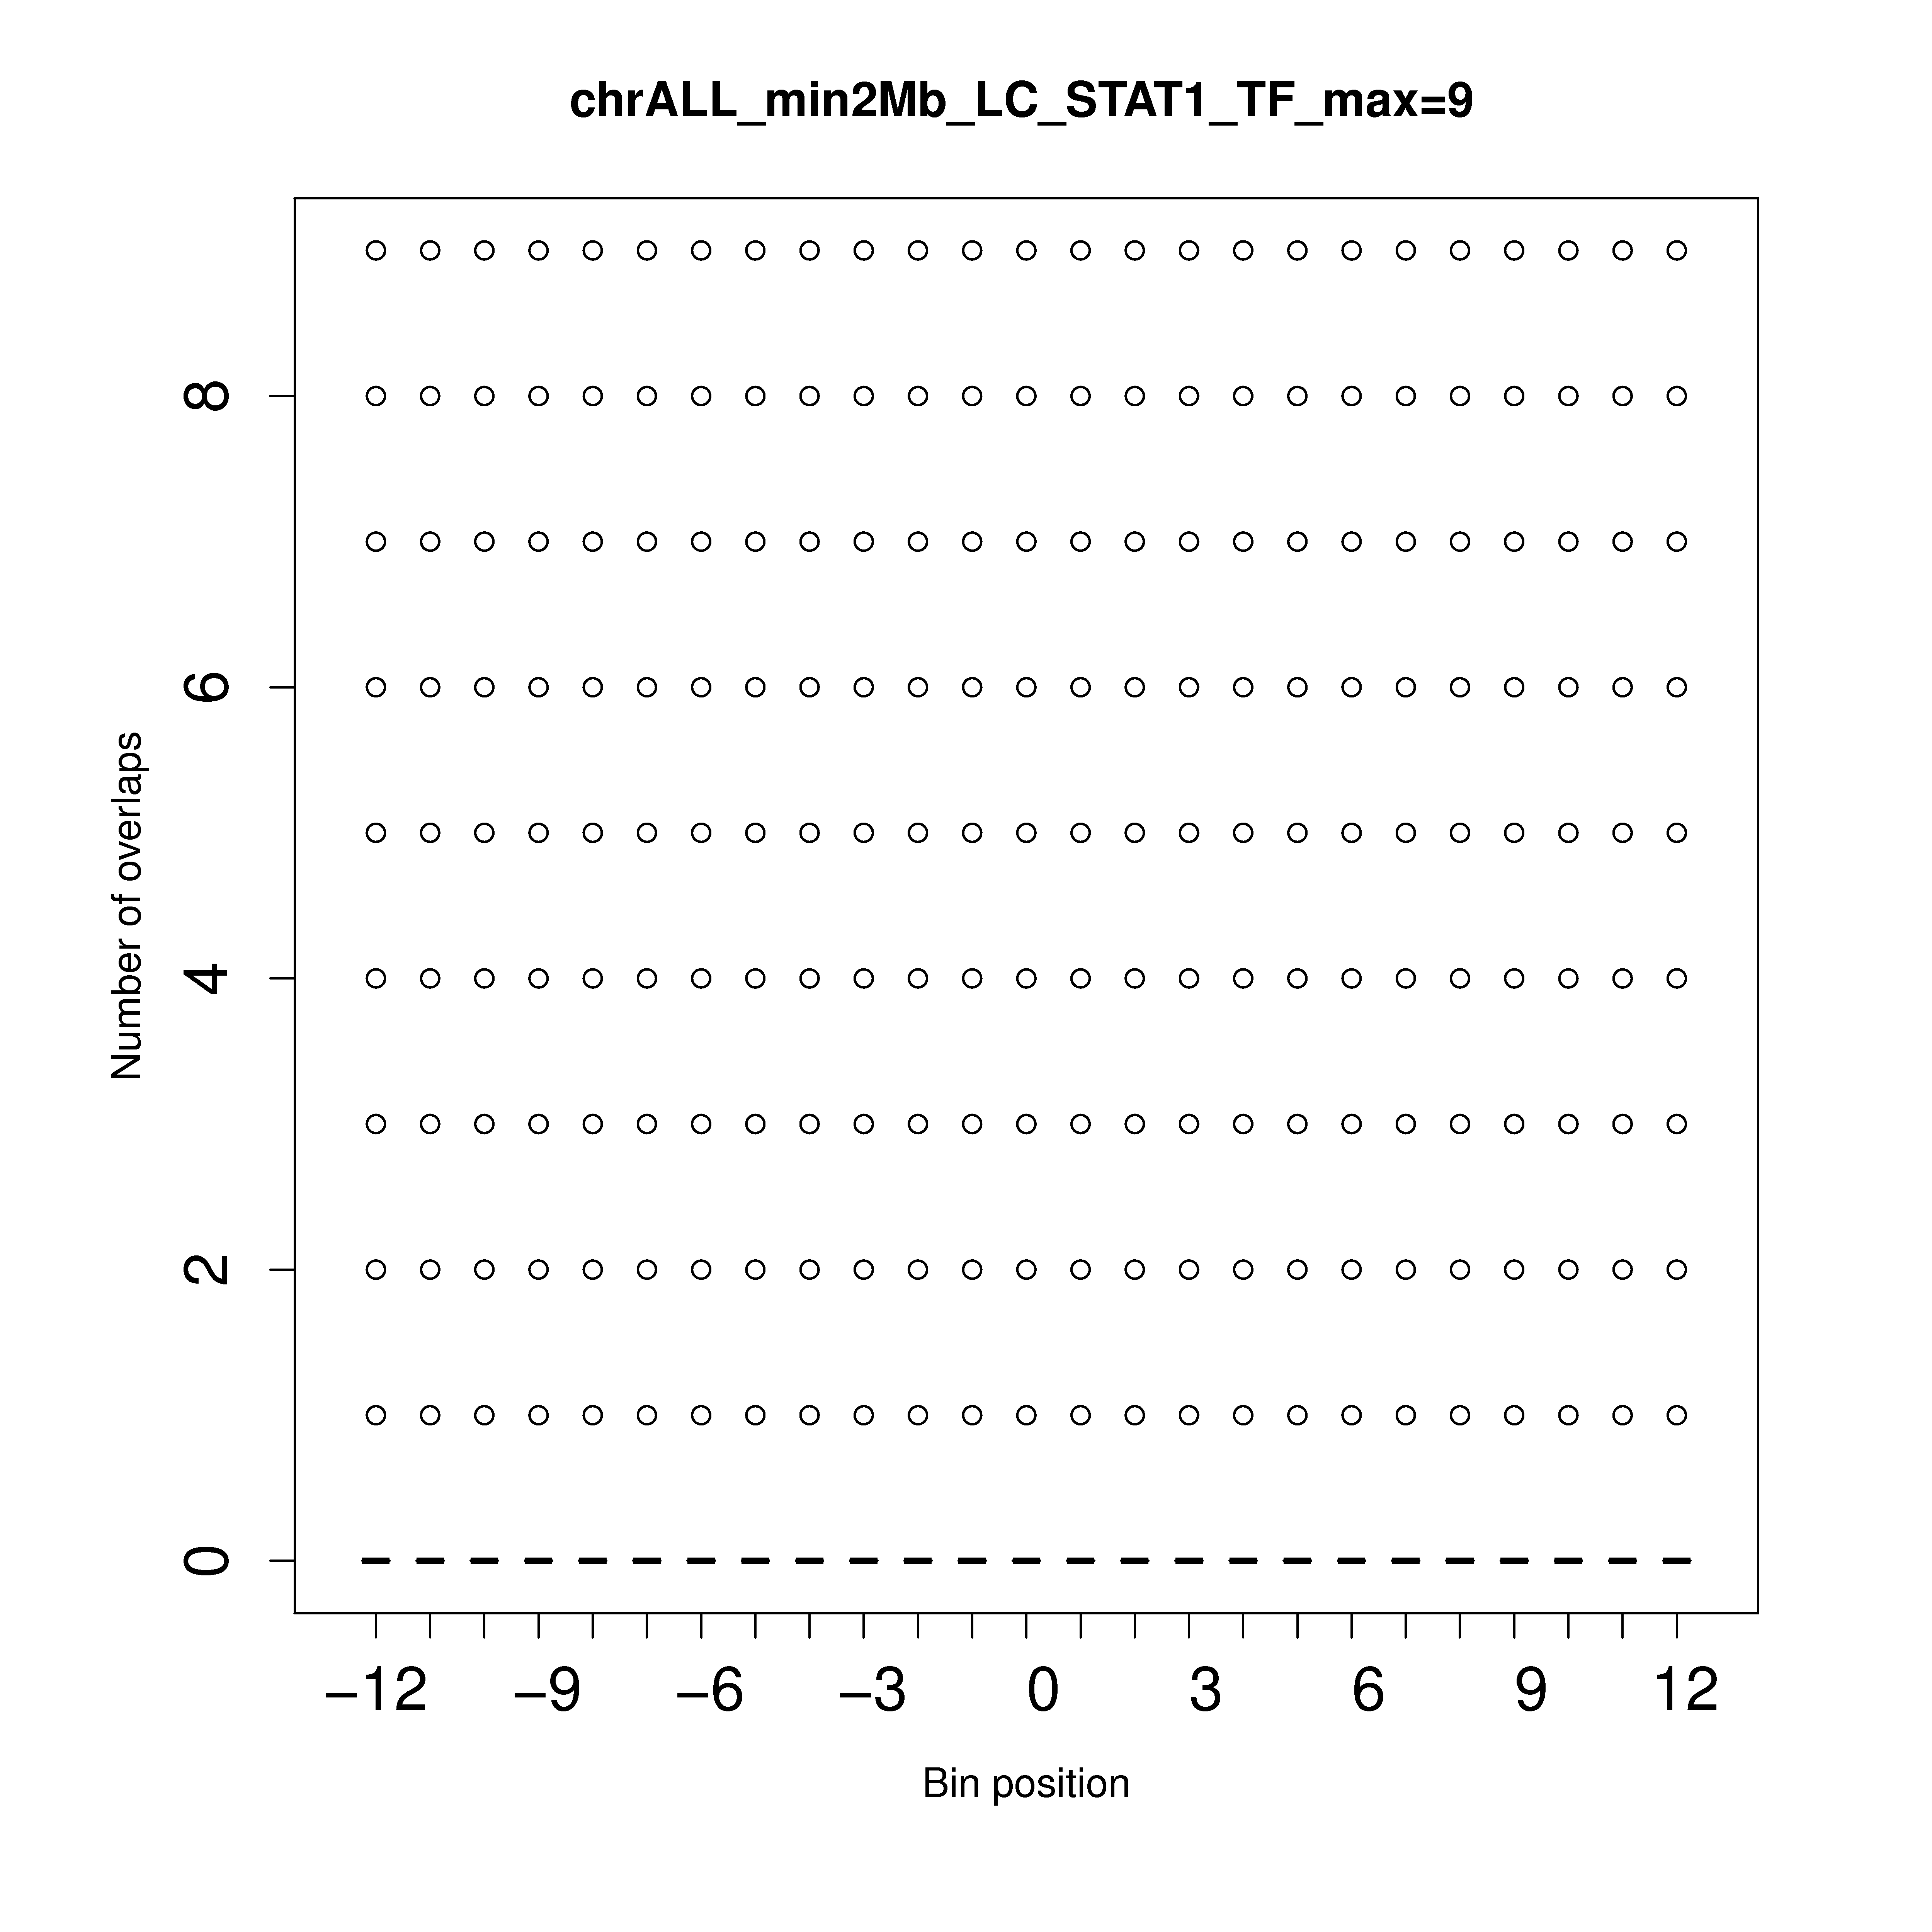 chrALL_min2Mb_LC_STAT1_TF_max=9
8
6
4
2
0
Number of overlaps
−12 −9 −6 −3 0 3 6 9 12
Bin position